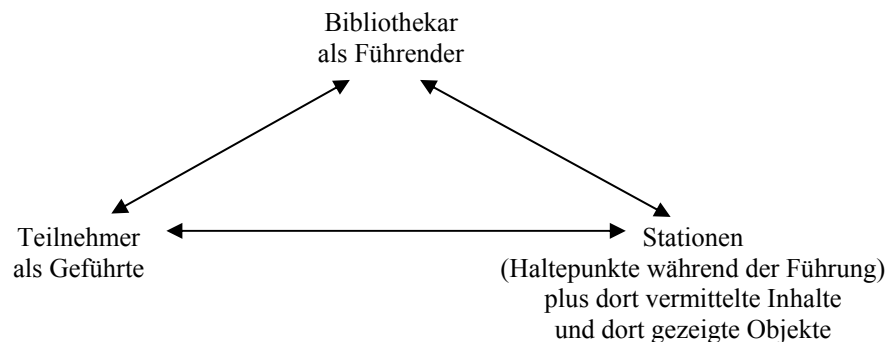 Bibliothekar
als Führender
Teilnehmer
als Geführte
Stationen
(Haltepunkte während der Führung)
plus dort vermittelte Inhalte
und dort gezeigte Objekte